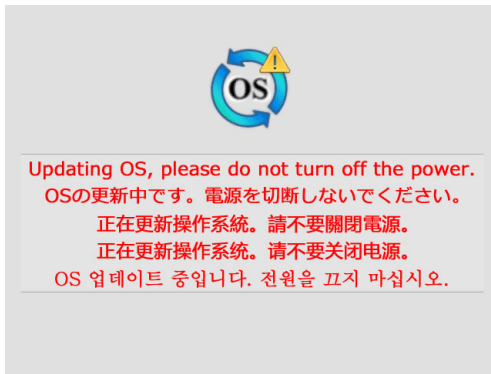 OS
Updating OS, please do not turn off the power.
OSの更新中です。電源を切断しないでください。
正在更新操作系統。請不要關閉電源。
正在更新操作系统。请不要关闭电源。
OS 업데이트 중입니다. 전원을 끄지 마십시오.